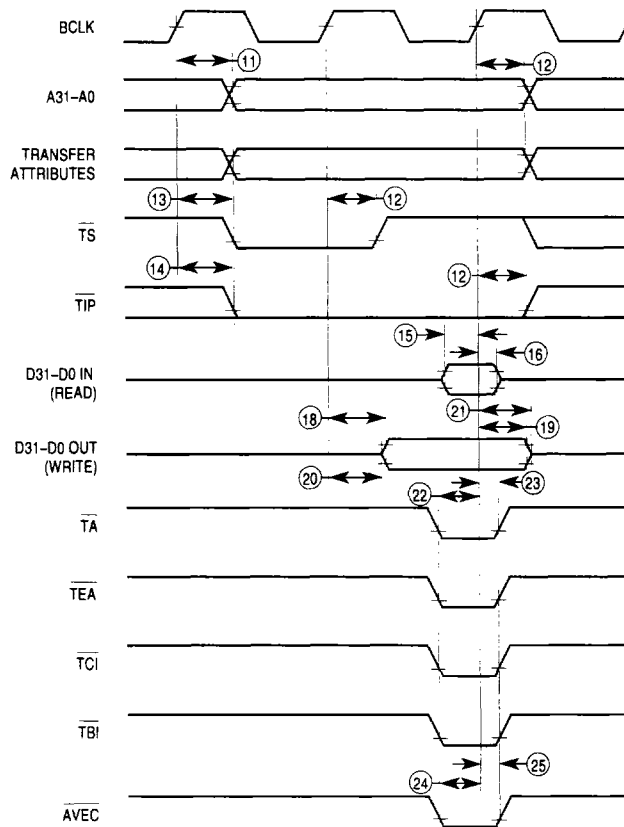 BCLK
11
12
A31–A0
TRANSFER
ATTRIBUTES
13
12
TS
14
12
TIP
15
16
D31–D0 IN
(READ)
21
18
19
D31–D0 OUT
(WRITE)
20
23
22
TA
TEA
TCI
TBI
25
24
AVEC